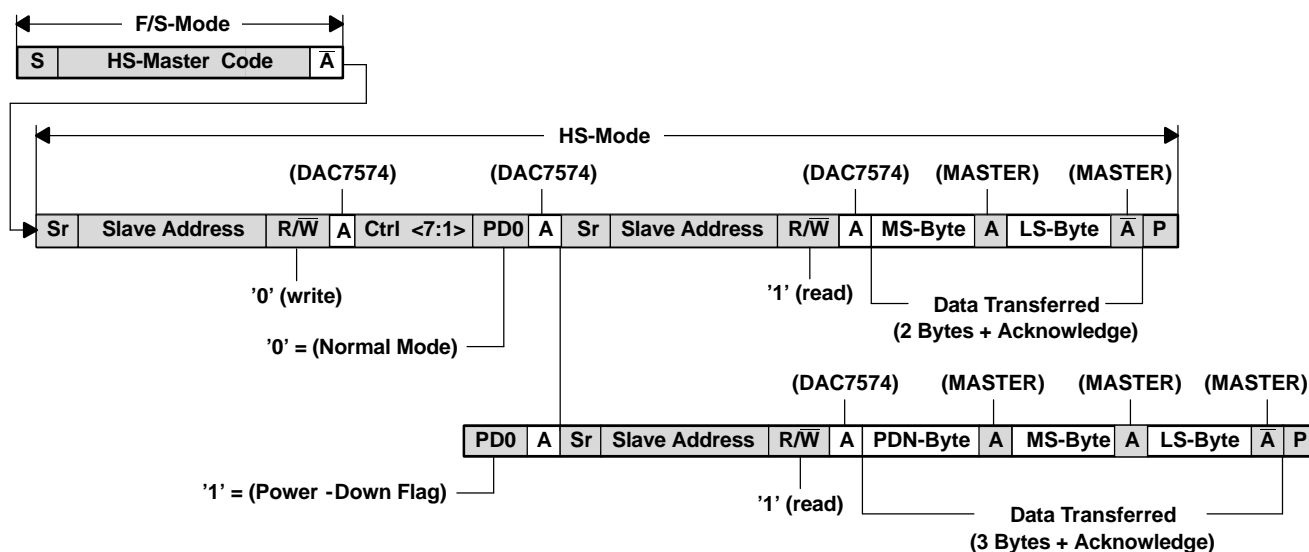 F/S-Mode
S HS-Master Code A̅
HS-Mode
(DAC7574) (DAC7574) (DAC7574) (MASTER) (MASTER)
Sr Slave Address R/W̅ A Ctrl <7:1> PD0 A Sr Slave Address R/W̅ A MS-Byte A LS-Byte A̅ P
’0’ (write) ’1’ (read) Data Transferred
(2 Bytes + Acknowledge)
’0’ = (Normal Mode)
(DAC7574) (MASTER) (MASTER) (MASTER)
PD0 A Sr Slave Address R/W̅ A PDN-Byte A MS-Byte A LS-Byte A̅ P
’1’ = (Power -Down Flag) ’1’ (read) Data Transferred
(3 Bytes + Acknowledge)